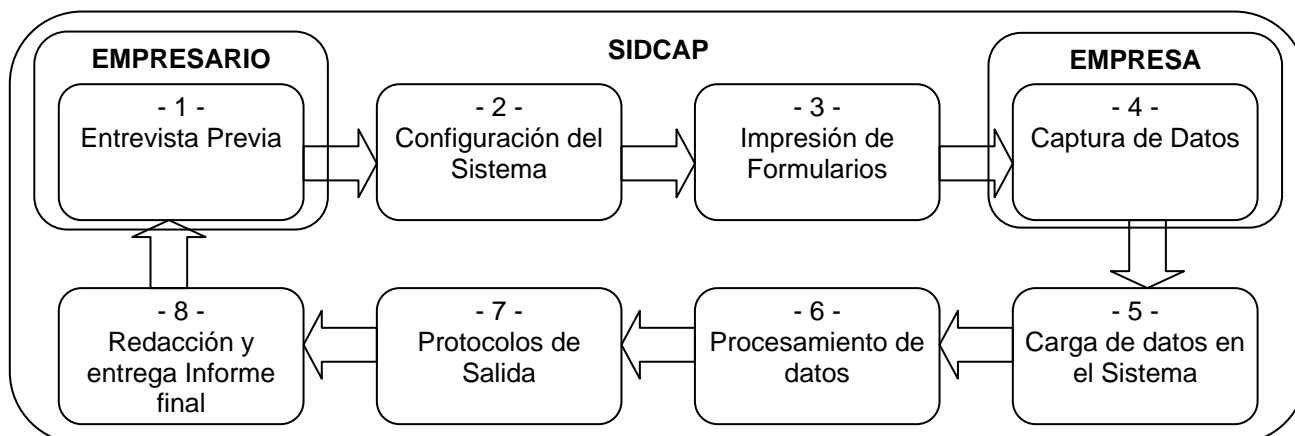 SIDCAP
EMPRESARIO
EMPRESA
- 1 -
Entrevista Previa
- 2 -
Configuración del
Sistema
- 3 -
Impresión de
Formularios
- 4 -
Captura de Datos
- 5 -
Carga de datos en
el Sistema
- 6 -
Procesamiento de
datos
- 7 -
Protocolos de
Salida
- 8 -
Redacción y
entrega Informe
final